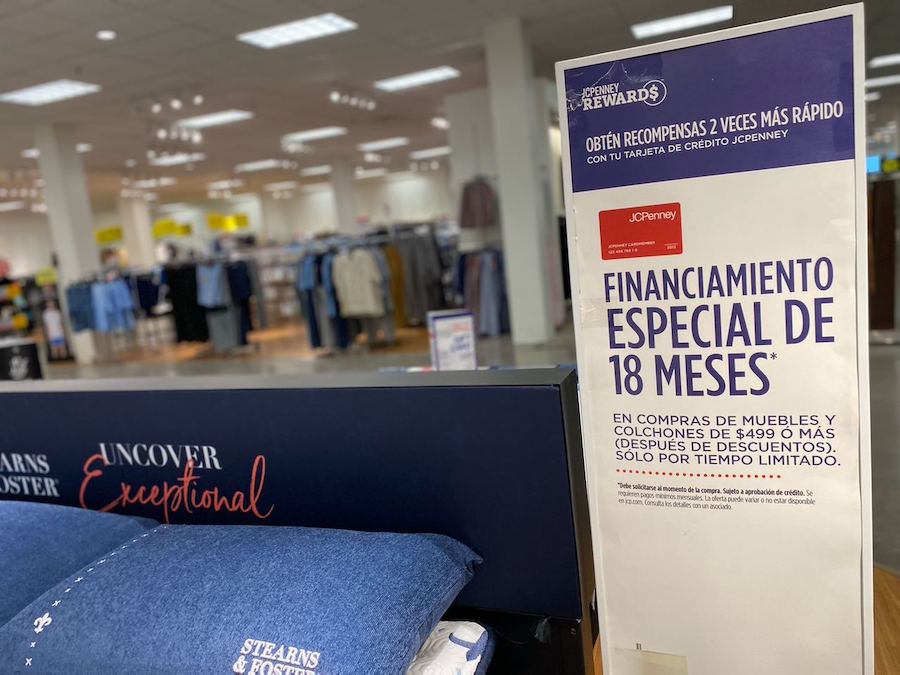 JCPENNEY
REWARD$
OBTÉN RECOMPENSAS 2 VECES MÁS RÁPIDO
CON TU TARJETA DE CRÉDITO JCPENNEY
JCPenney
JCPENNEY CARDMEMBER
FINANCIAMIENTO
ESPECIAL DE
18 MESES*
EN COMPRAS DE MUEBLES Y
COLCHONES DE $499 Ó MÁS
(DESPUÉS DE DESCUENTOS).
SÓLO POR TIEMPO LIMITADO.
*Debe solicitarse al momento de la compra. Sujeto a aprobación de crédito. Se
requieren pagos mínimos mensuales. La oferta puede variar o no estar disponible
en jcp.com. Consulta los detalles con un asociado.
EARNS
FOSTER®
UNCOVER
Exceptional
STEARNS
& FOSTER